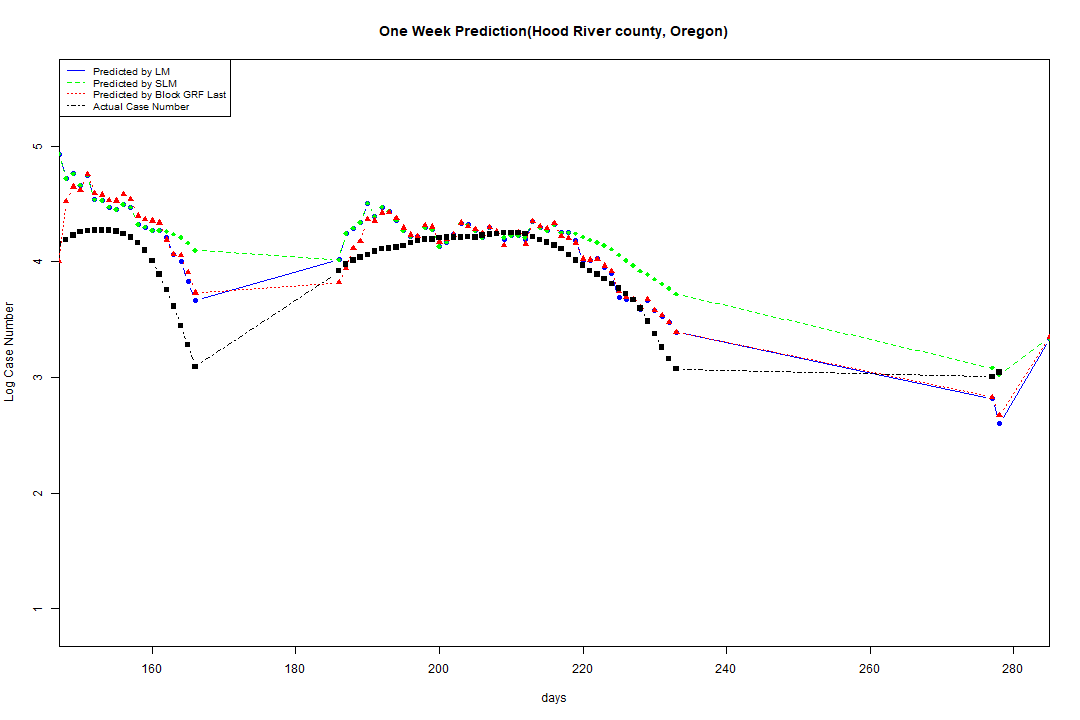 One Week Prediction(Hood River county, Oregon)
Predicted by LM
Predicted by SLM
Predicted by Block GRF Last
Actual Case Number
5
4
3
2
1
Log Case Number
160 180 200 220 240 260 280
days